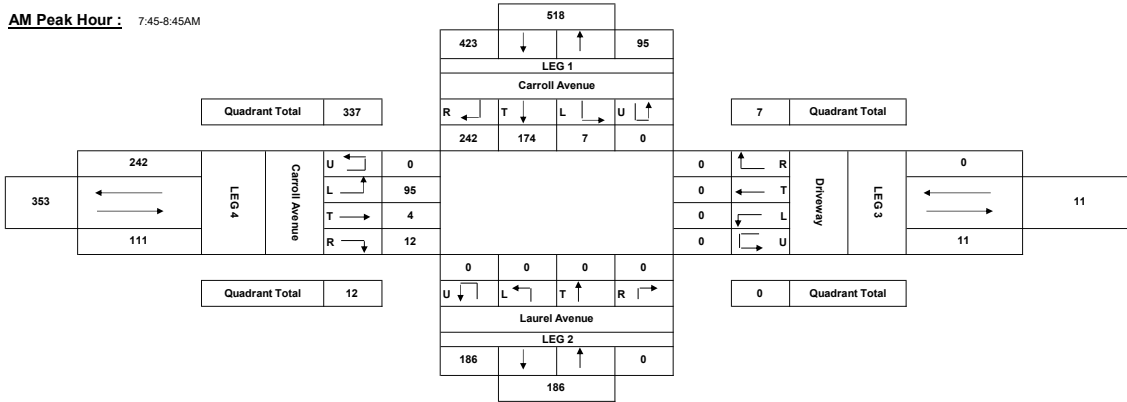 AM Peak Hour : 7:45-8:45AM
518
423 95
LEG 1
Carroll Avenue
Quadrant Total 337
R T L U
7 Quadrant Total
242 174 7 0
242
LEG 4
Carroll Avenue
U 0
L 95
T 4
R 12
353
111
0 R
0 T
0 L
0 U
Driveway
LEG 3
0
11
11
0 0 0 0
Quadrant Total 12
U L T R
0 Quadrant Total
Laurel Avenue
LEG 2
186 0
186